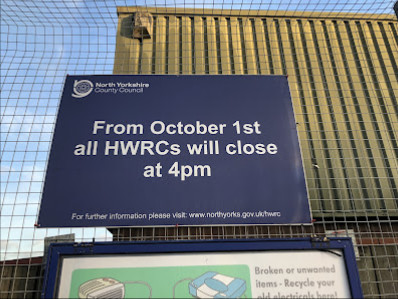 North Yorkshire
County Council
From October 1st
all HWRCs will close
at 4pm
For further information please visit: www.northyorks.gov.uk/hwrc
Broken or unwanted
items - Recycle your
old electricals here!